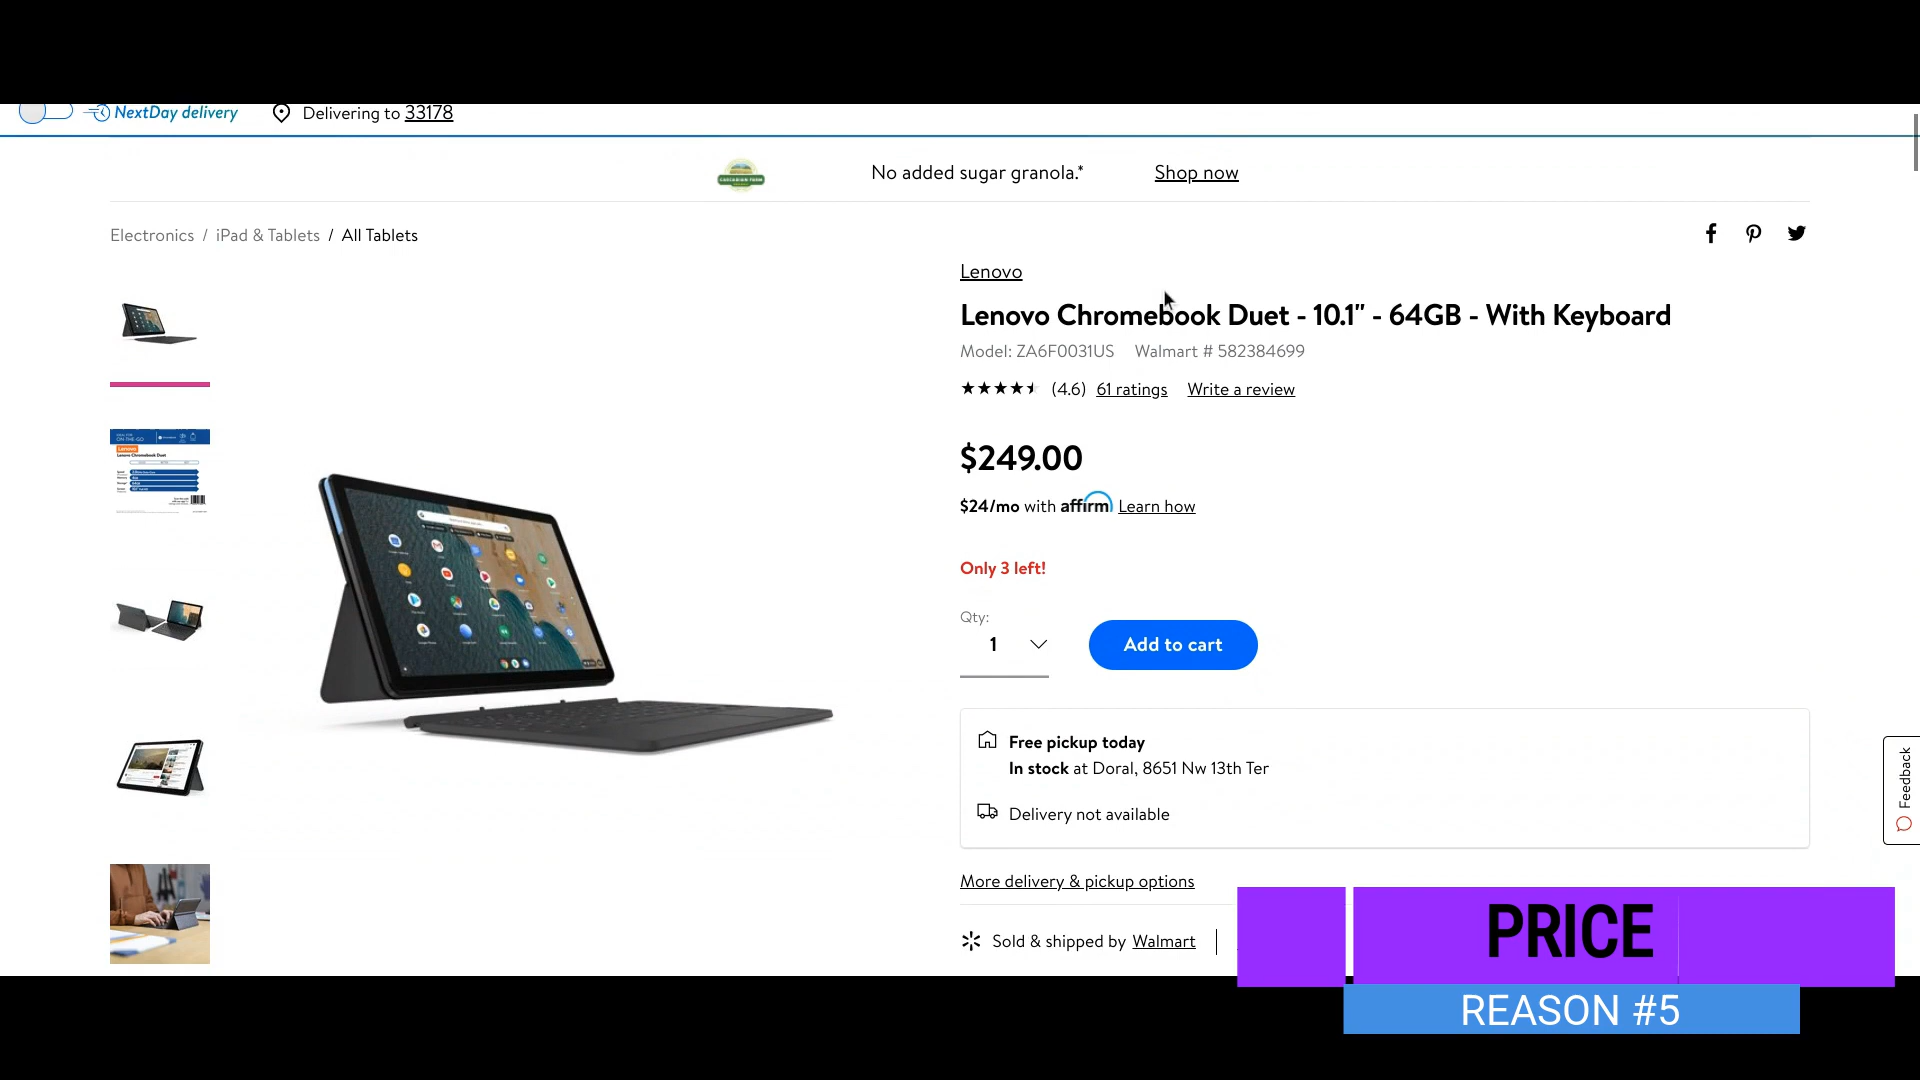 NextDay delivery
Delivering to 33178
No added sugar granola.*
Shop now
Electronics / iPad & Tablets / All Tablets
Lenovo
Lenovo Chromebook Duet - 10.1" - 64GB - With Keyboard
Model: ZA6F0031US Walmart # 582384699
(4.6) 61 ratings Write a review
$249.00
$24/mo with affirm Learn how
Only 3 left!
Qty:
1
Add to cart
Free pickup today
In stock at Doral, 8651 Nw 13th Ter
Delivery not available
Feedback
More delivery & pickup options
Sold & shipped by Walmart
PRICE
REASON #5